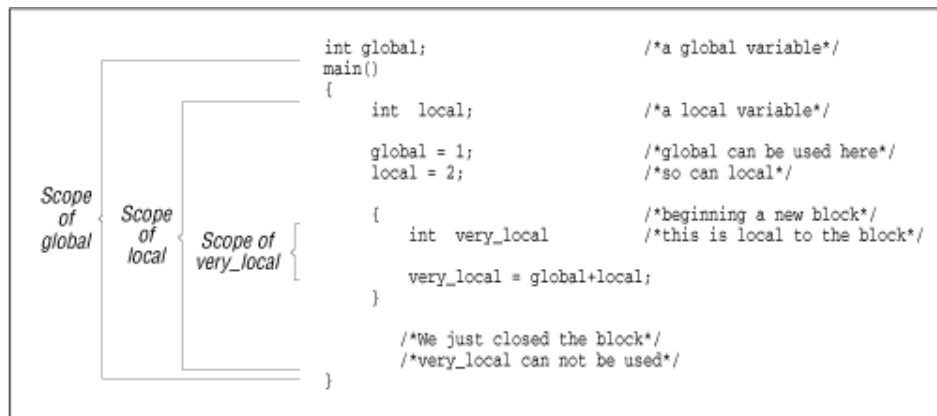 int global; /*a global variable*/
main()
{
int local; /*a local variable*/
global = 1; /*global can be used here*/
local = 2; /*so can local*/
Scope
of
global
Scope
of
local
Scope of
very_local
{ /*beginning a new block*/
int very_local /*this is local to the block*/
very_local = global+local;
}
/*We just closed the block*/
/*very_local can not be used*/
}